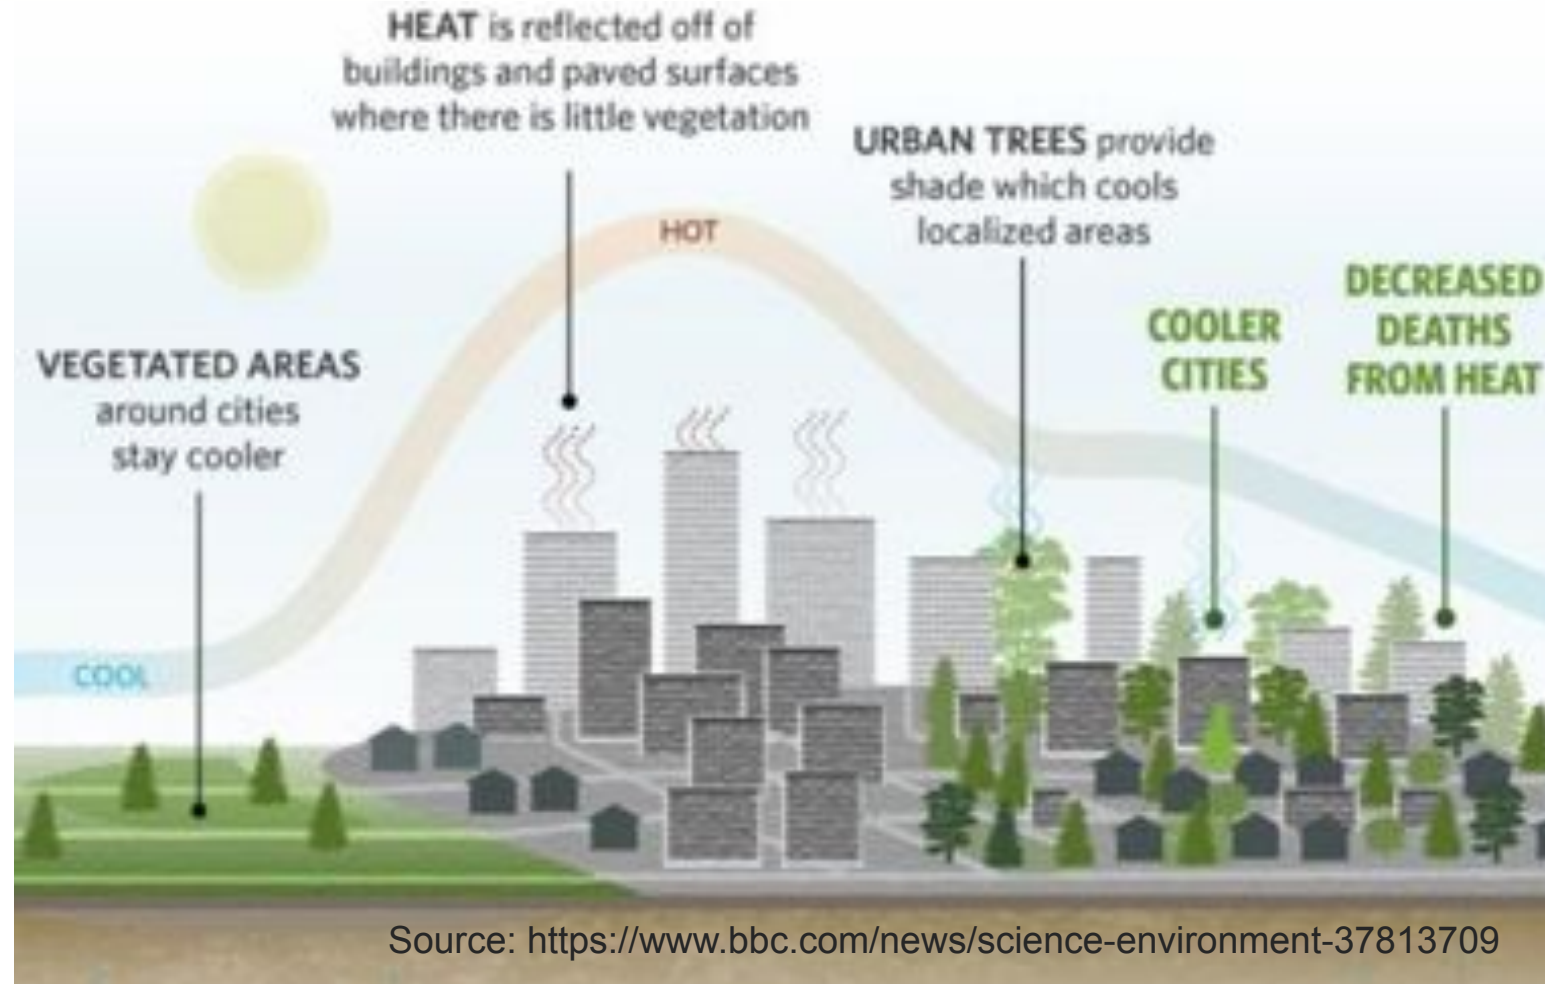 HEAT is reflected off of
buildings and paved surfaces
where there is little vegetation
URBAN TREES provide
shade which cools
localized areas
HOT
DECREASED
DEATHS
FROM HEAT
COOLER
CITIES
VEGETATED AREAS
around cities
stay cooler
COOL
Source: https://www.bbc.com/news/science-environment-37813709